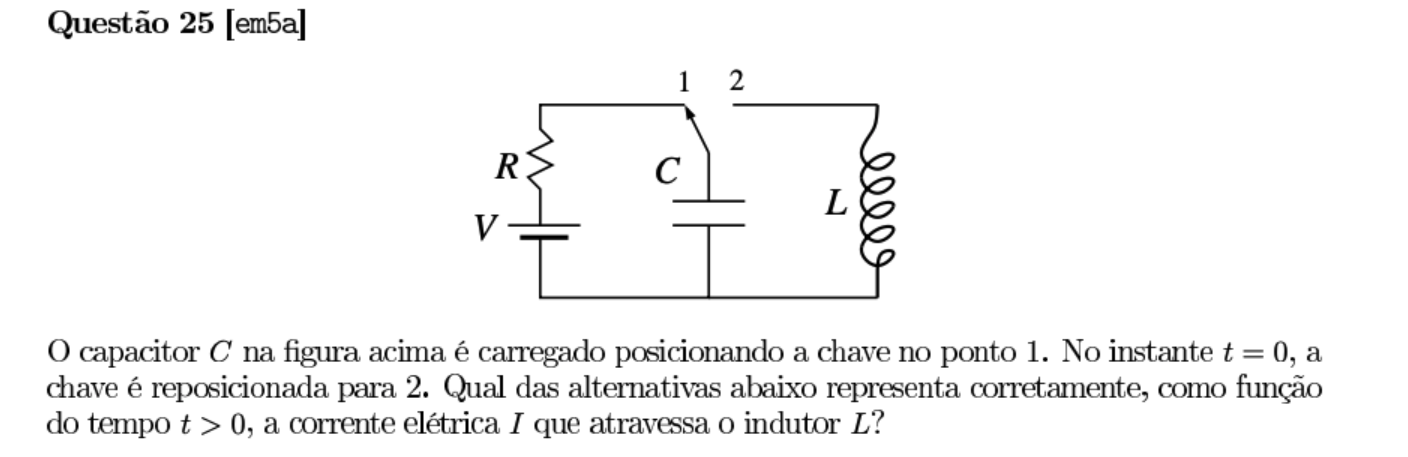 Questão 25 [em5a]
1 2
R
C
L
V
O capacitor C na figura acima é carregado posicionando a chave no ponto 1. No instante t = 0, a
chave é reposicionada para 2. Qual das alternativas abaixo representa corretamente, como função
do tempo t > 0, a corrente elétrica I que atravessa o indutor L?